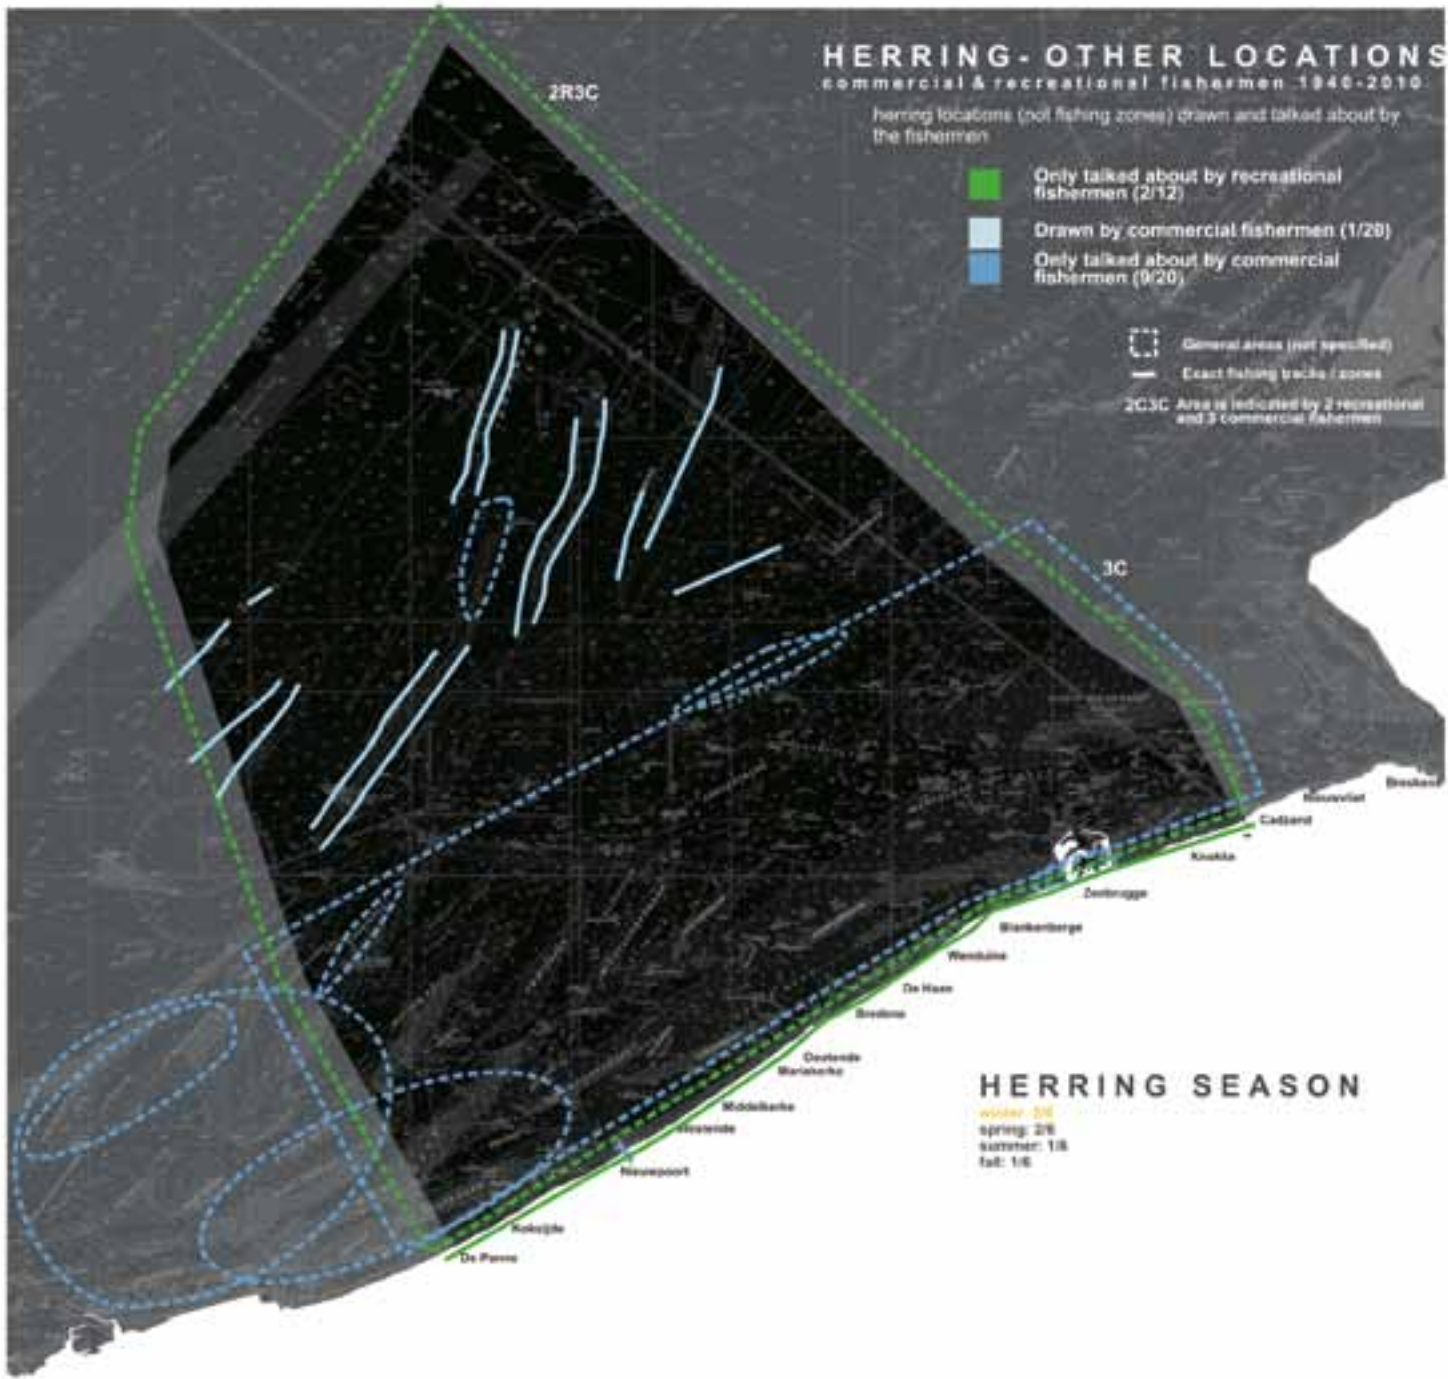 HERRING- OTHER LOCATIONS
commercial & recreational fishermen 1940-2010
herring locations (not fishing zones) drawn and talked about by
the fishermen
Only talked about by recreational
fishermen (2/12)
Drawn by commercial fishermen (1/20)
Only talked about by commercial
fishermen (9/20)
General areas (not specified)
Exact fishing tracks / zones
2C3C Area is indicated by 2 recreational
and 3 commercial fishermen
2R3C
3C
Breskens
Nieuwvliet
Cadzand
Knokke
Zeebrugge
Blankenberge
Wenduine
De Haan
Bredene
Oostende
Mariakerke
Middelkerke
Nieuwpoort
Koksijde
De Panne
HERRING SEASON
winter: 2/6
spring: 2/6
summer: 1/6
fall: 1/6